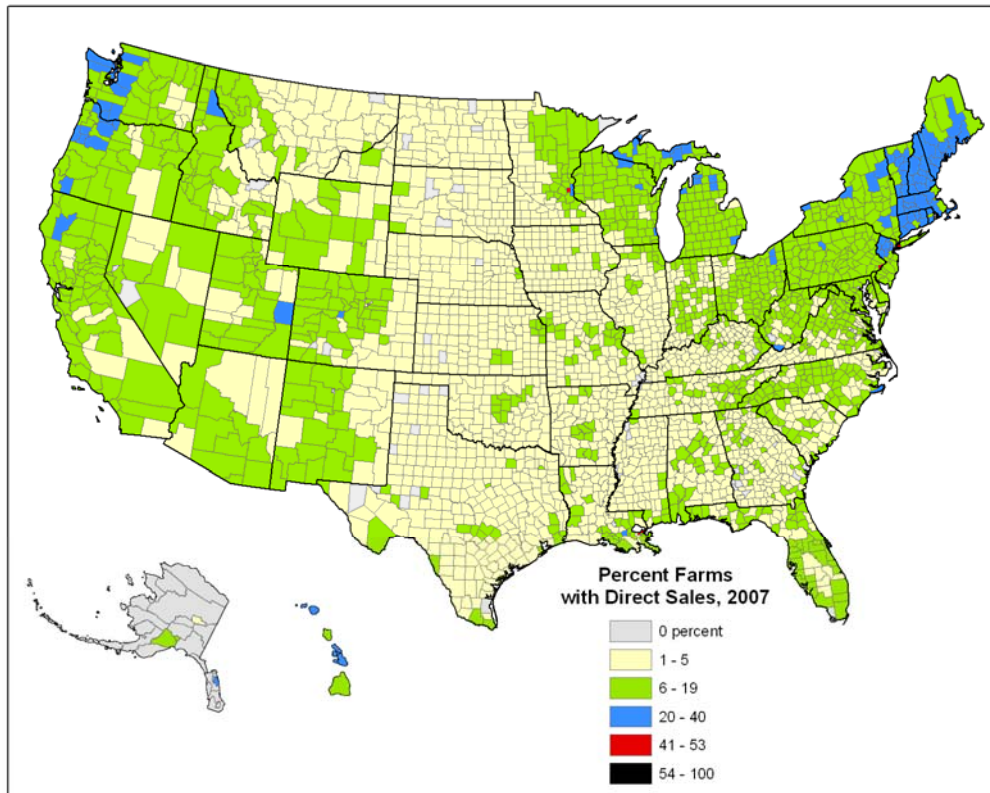 Percent Farms
with Direct Sales, 2007
0 percent
1 - 5
6 - 19
20 - 40
41 - 53
54 - 100